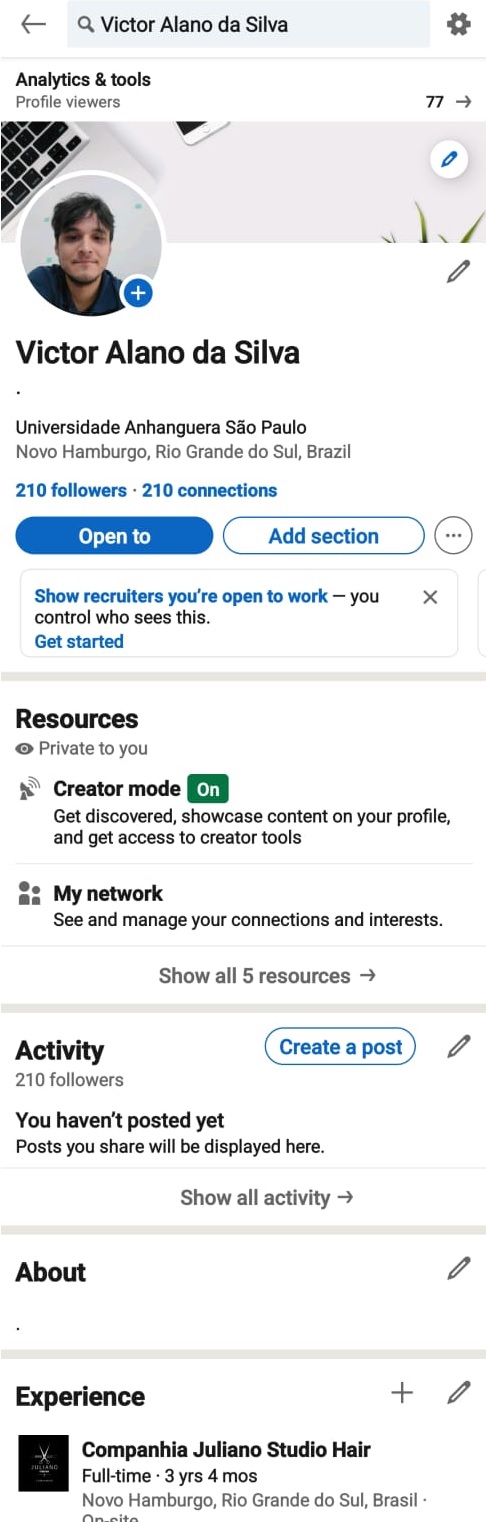 Victor Alano da Silva
Analytics & tools
Profile viewers
77 →
Victor Alano da Silva
.
Universidade Anhanguera São Paulo
Novo Hamburgo, Rio Grande do Sul, Brazil
210 followers · 210 connections
Open to
Add section
Show recruiters you’re open to work – you
control who sees this.
Get started
Resources
Private to you
Creator mode On
Get discovered, showcase content on your profile,
and get access to creator tools
My network
See and manage your connections and interests.
Show all 5 resources →
Activity
Create a post
210 followers
You haven’t posted yet
Posts you share will be displayed here.
Show all activity →
About
.
Experience
JULIANO
Companhia Juliano Studio Hair
Full-time · 3 yrs 4 mos
Novo Hamburgo, Rio Grande do Sul, Brasil ·
On-site